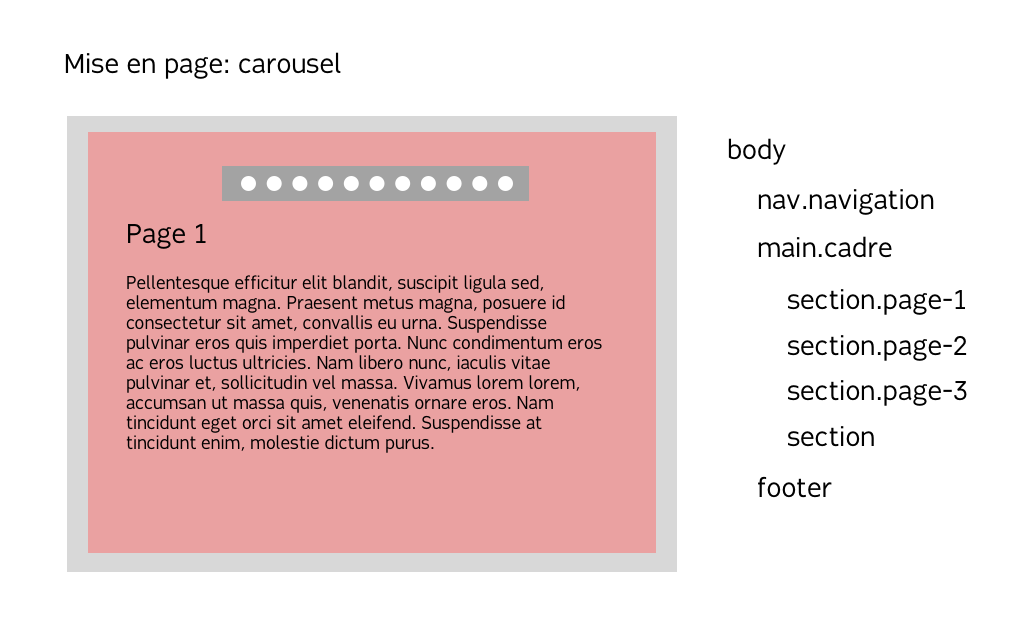 Mise en page: carousel
Page 1
Pellentesque efficitur elit blandit, suscipit ligula sed,
elementum magna. Praesent metus magna, posuere id
consectetur sit amet, convallis eu urna. Suspendisse
pulvinar eros quis imperdiet porta. Nunc condimentum eros
ac eros luctus ultricies. Nam libero nunc, iaculis vitae
pulvinar et, sollicitudin vel massa. Vivamus lorem lorem,
accumsan ut massa quis, venenatis ornare eros. Nam
tincidunt eget orci sit amet eleifend. Suspendisse at
tincidunt enim, molestie dictum purus.
body
nav.navigation
main.cadre
section.page-1
section.page-2
section.page-3
section
footer